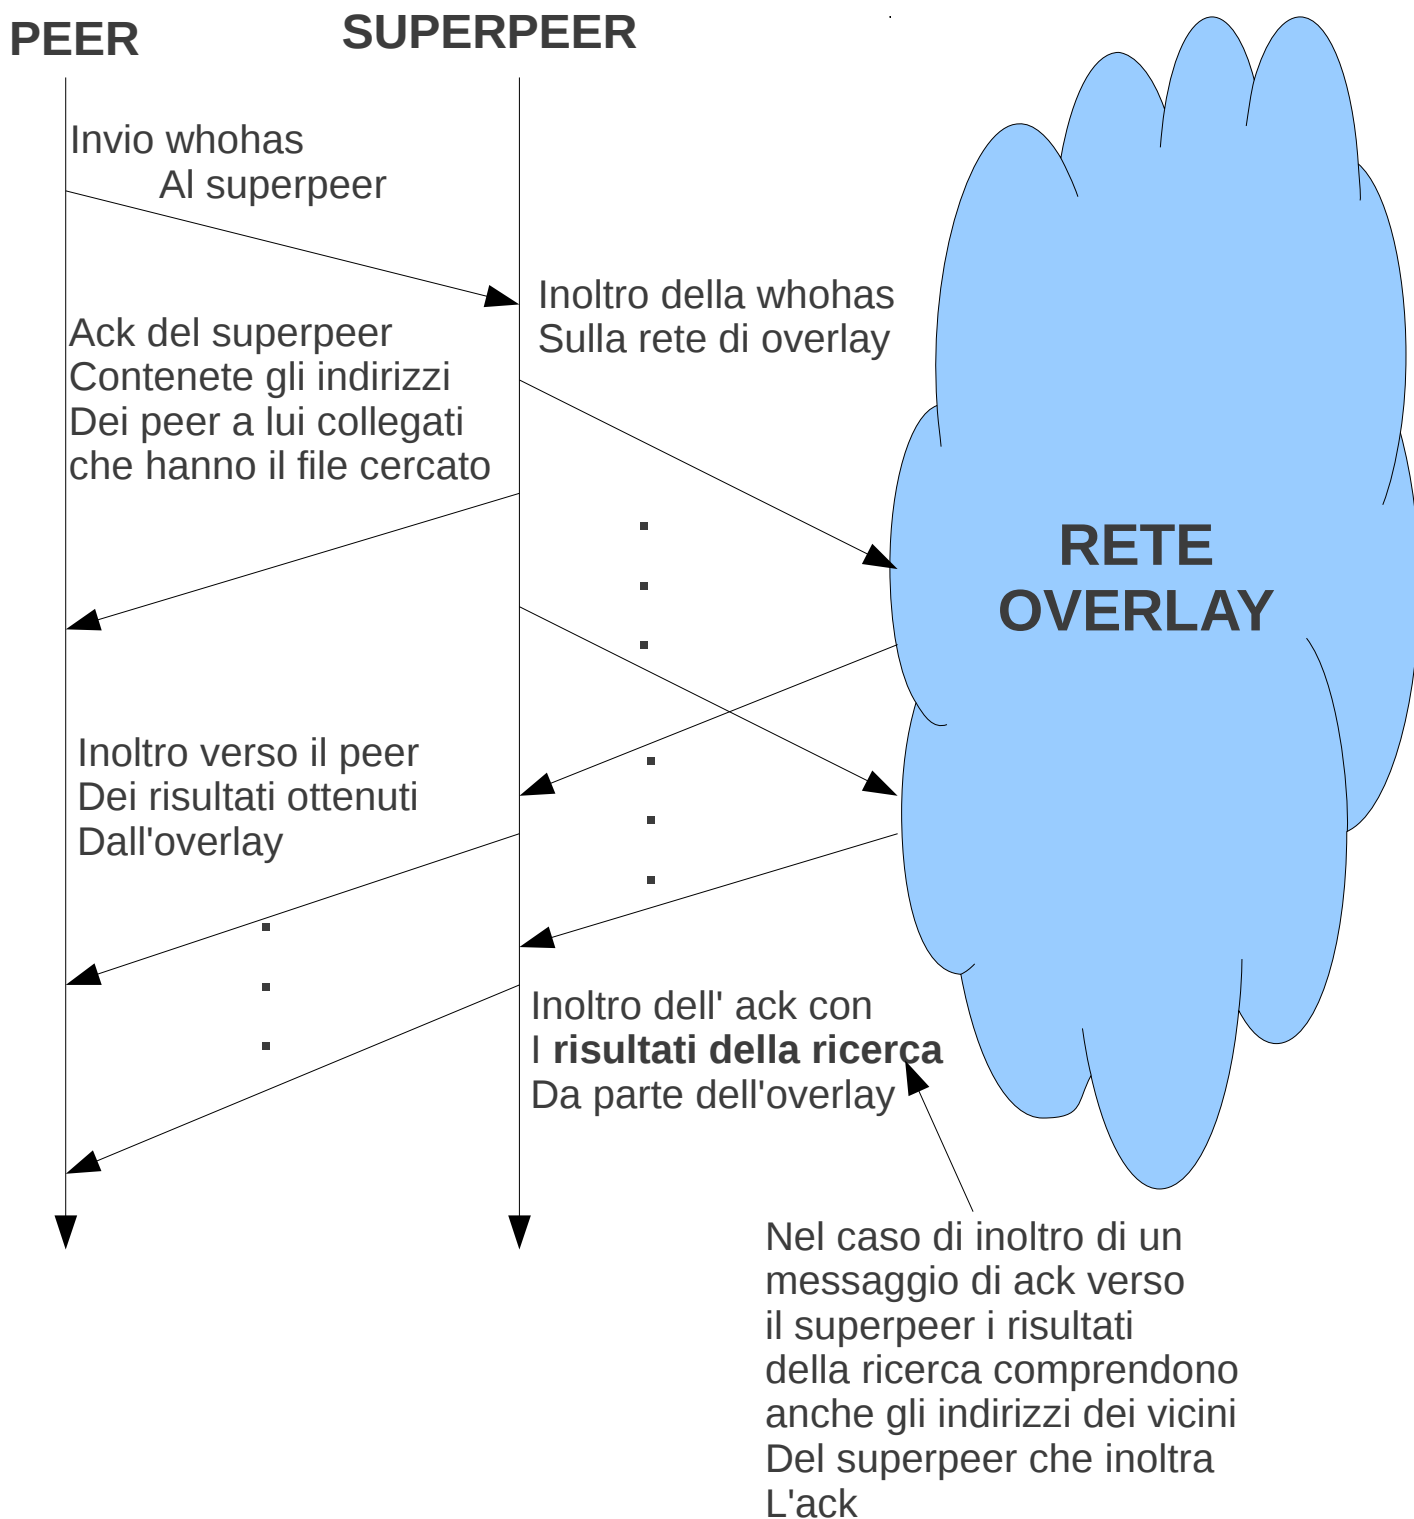 PEER
SUPERPEER
Invio whohas
Al superpeer
Inoltro della whohas
Sulla rete di overlay
Ack del superpeer
Contenete gli indirizzi
Dei peer a lui collegati
che hanno il file cercato
RETE
OVERLAY
Inoltro verso il peer
Dei risultati ottenuti
Dall'overlay
Inoltro dell' ack con
I risultati della ricerca
Da parte dell'overlay
Nel caso di inoltro di un
messaggio di ack verso
il superpeer i risultati
della ricerca comprendono
anche gli indirizzi dei vicini
Del superpeer che inoltra
L'ack